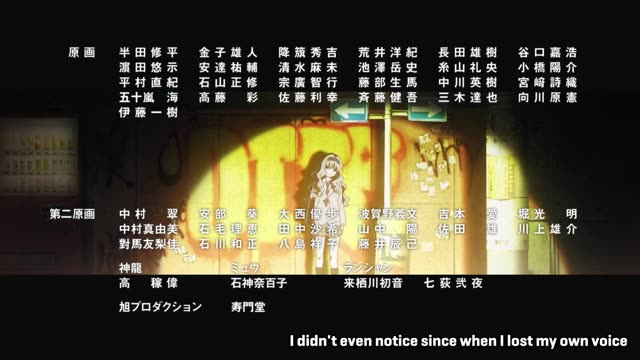 原画 半田修平 金子雄人 降籏秀吉 荒井洋紀 長田雄樹 谷口嘉浩
濵田悠示 安達祐輔 清水麻未 池澤岳史 糸山礼央 小橋陽介
平村直紀 石山正修 宗廣智行 藤部生馬 中川英樹 宮﨑詩織
五十嵐海 高藤彩 佐藤利幸 斉藤健吾 三木達也 向川原憲
伊藤一樹
第二原画 中村翠 安部葵 大西優歩 波賀野義文 吉本愛 堀光明
中村真由美 石毛理恵 田中沙希 山中陽 佐田雄 川上雄介
對馬友梨佳 石川和正 八島祥子 藤井辰己
神龍 ミュウ ランシャン
高稼偉 石神奈百子 来栖川初音 七荻弐夜
旭プロダクション 寿門堂
I didn't even notice since when I lost my own voice